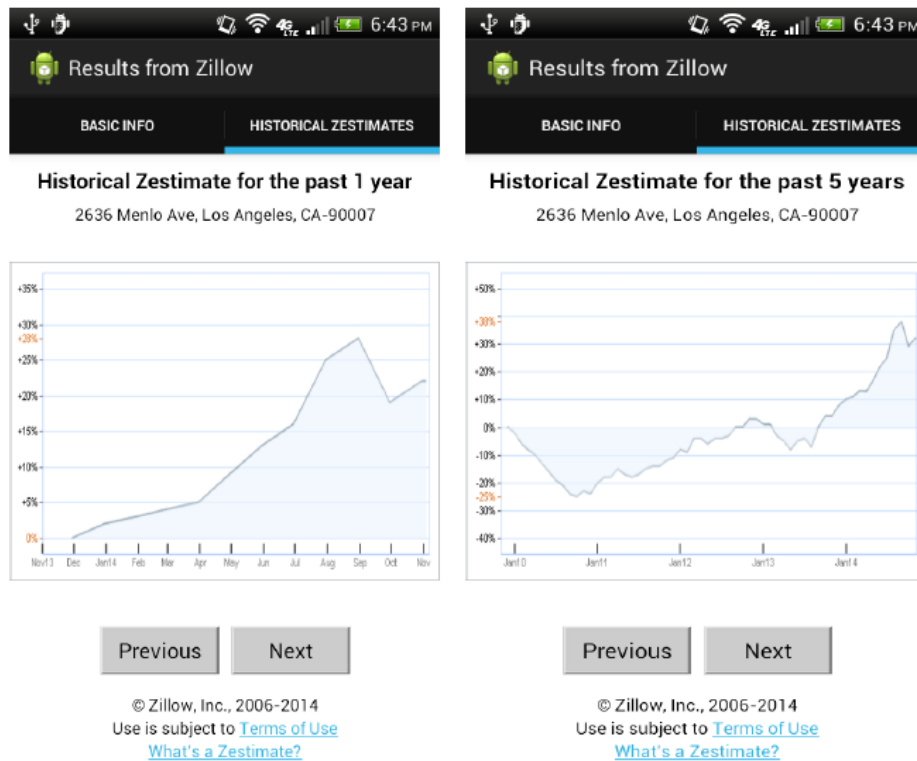 6:43 PM
Results from Zillow
BASIC INFO HISTORICAL ZESTIMATES
Historical Zestimate for the past 1 year
2636 Menlo Ave, Los Angeles, CA-90007
+35%
+30%
+28%
+25%
+20%
+15%
+10%
+5%
0%
Nov13 Dec Jan14 Feb Mar Apr May Jun Jul Aug Sep Oct Nov
Previous Next
© Zillow, Inc., 2006-2014
Use is subject to Terms of Use
What's a Zestimate?
4G LTE 6:43 PM
Results from Zillow
BASIC INFO HISTORICAL ZESTIMATES
Historical Zestimate for the past 5 years
2636 Menlo Ave, Los Angeles, CA-90007
+50%
+38%
+30%
+20%
+10%
0%
-10%
-20%
-25%
-30%
-40%
Jan10 Jan11 Jan12 Jan13 Jan14
Previous Next
© Zillow, Inc., 2006-2014
Use is subject to Terms of Use
What's a Zestimate?